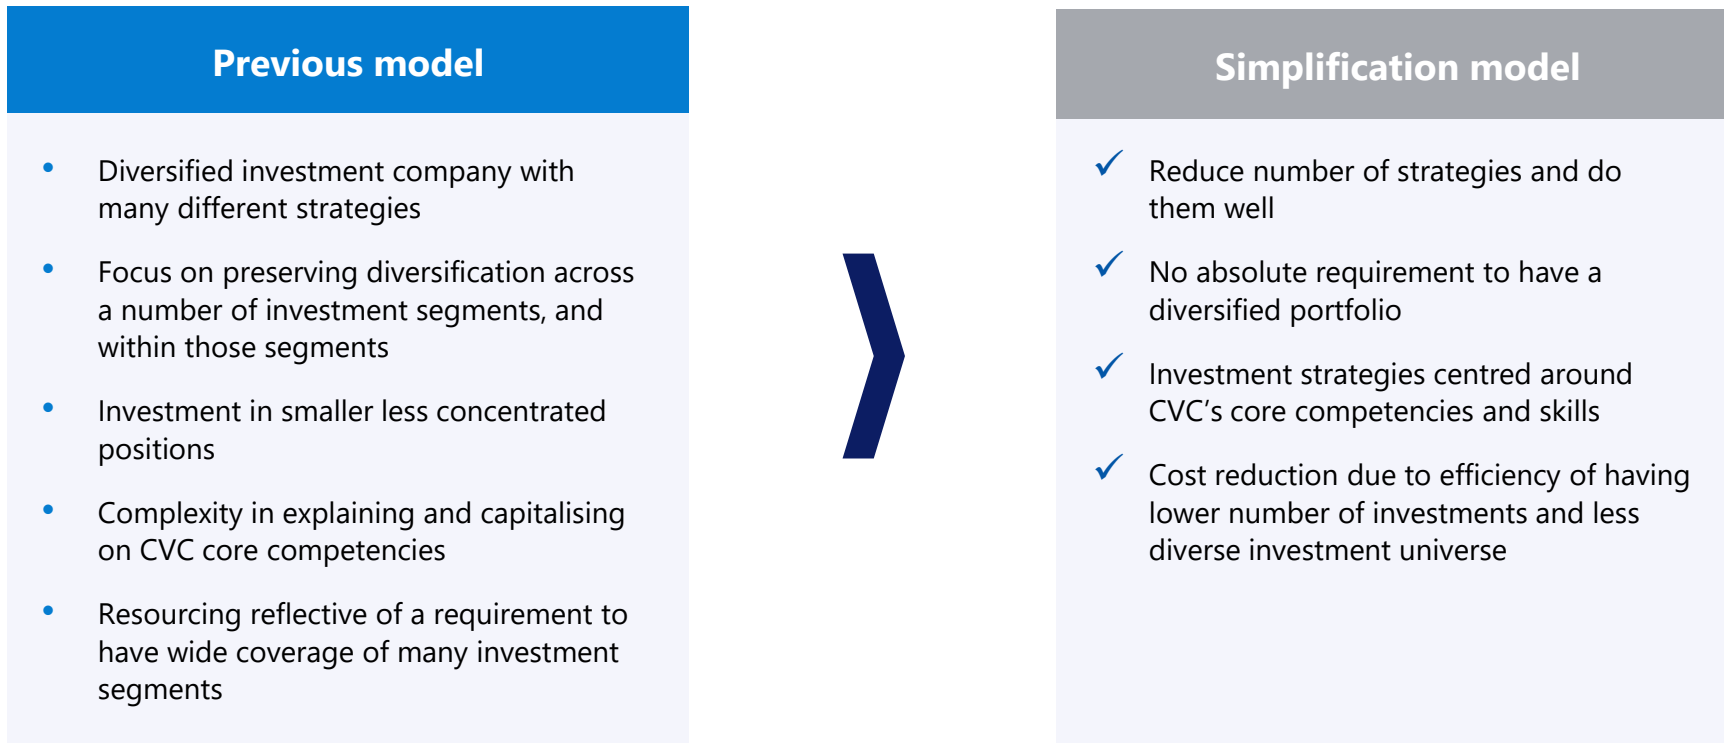 Previous model
• Diversified investment company with
many different strategies
• Focus on preserving diversification across
a number of investment segments, and
within those segments
• Investment in smaller less concentrated
positions
• Complexity in explaining and capitalising
on CVC core competencies
• Resourcing reflective of a requirement to
have wide coverage of many investment
segments
Simplification model
✓ Reduce number of strategies and do
them well
✓ No absolute requirement to have a
diversified portfolio
✓ Investment strategies centred around
CVC’s core competencies and skills
✓ Cost reduction due to efficiency of having
lower number of investments and less
diverse investment universe